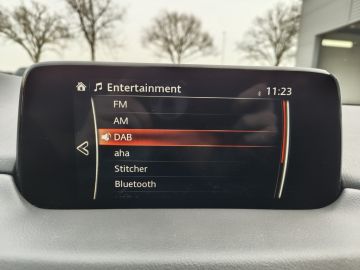 Entertainment 11:23
FM
AM
DAB
aha
Stitcher
Bluetooth